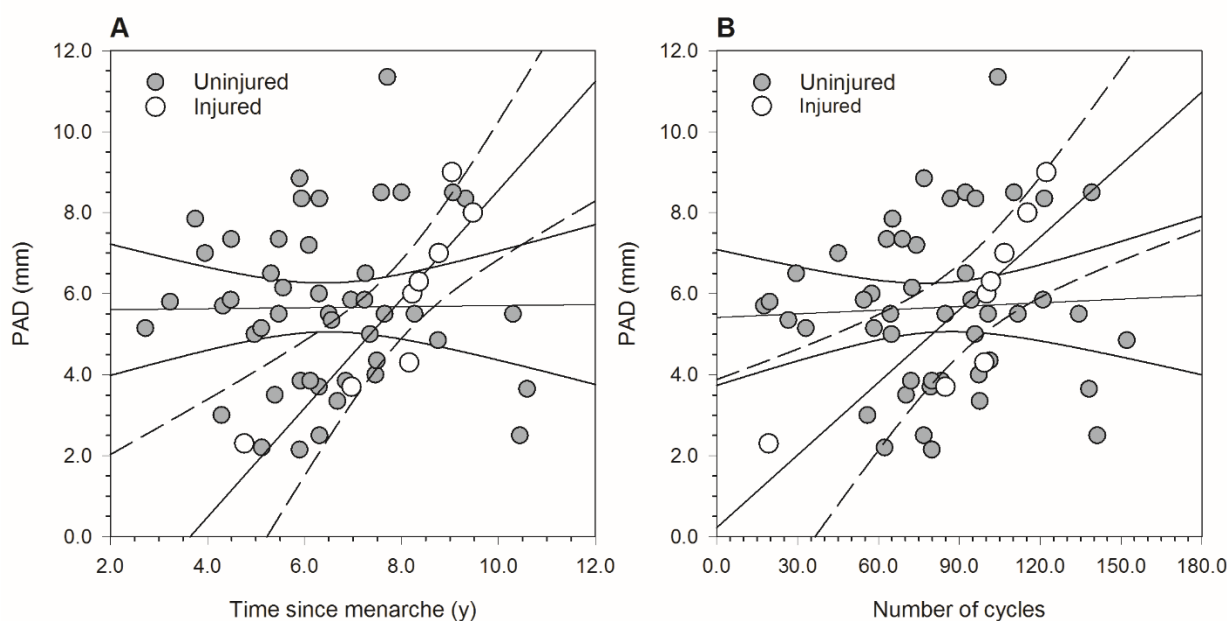 A
Uninjured
Injured
PAD (mm)
12.0
10.0
8.0
6.0
4.0
2.0
0.0
2.0 4.0 6.0 8.0 10.0 12.0
Time since menarche (y)
B
Uninjured
Injured
PAD (mm)
12.0
10.0
8.0
6.0
4.0
2.0
0.0
0.0 30.0 60.0 90.0 120.0 150.0 180.0
Number of cycles